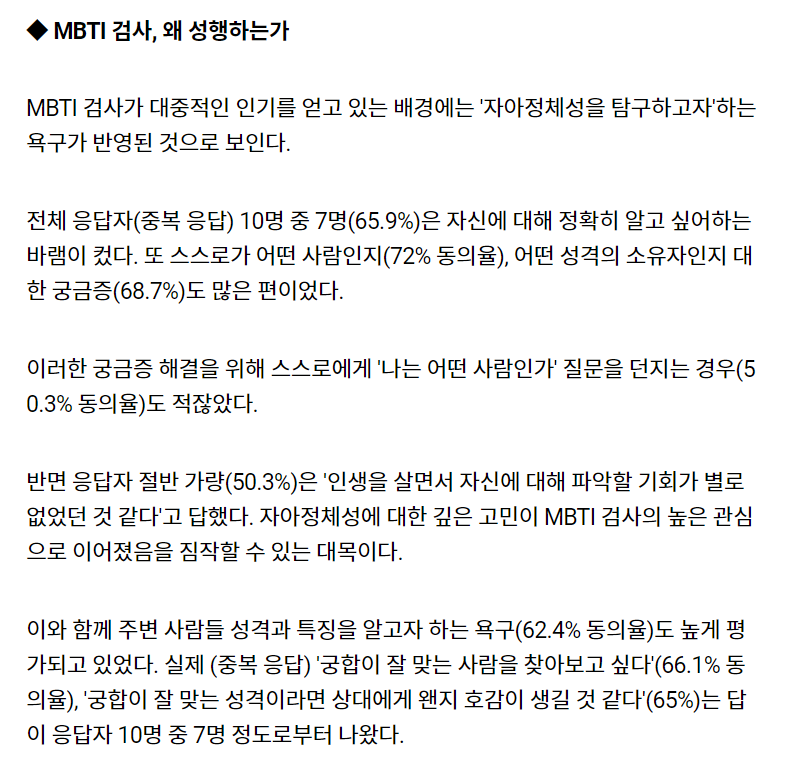 ◆ MBTI 검사, 왜 성행하는가
MBTI 검사가 대중적인 인기를 얻고 있는 배경에는 '자아정체성을 탐구하고자'하는
욕구가 반영된 것으로 보인다.
전체 응답자(중복 응답) 10명 중 7명(65.9%)은 자신에 대해 정확히 알고 싶어하는
바램이 컸다. 또 스스로가 어떤 사람인지(72% 동의율), 어떤 성격의 소유자인지 대
한 궁금증(68.7%)도 많은 편이었다.
이러한 궁금증 해결을 위해 스스로에게 '나는 어떤 사람인가' 질문을 던지는 경우(5
0.3% 동의율)도 적잖았다.
반면 응답자 절반 가량(50.3%)은 '인생을 살면서 자신에 대해 파악할 기회가 별로
없었던 것 같다'고 답했다. 자아정체성에 대한 깊은 고민이 MBTI 검사의 높은 관심
으로 이어졌음을 짐작할 수 있는 대목이다.
이와 함께 주변 사람들 성격과 특징을 알고자 하는 욕구(62.4% 동의율)도 높게 평
가되고 있었다. 실제 (중복 응답) '궁합이 잘 맞는 사람을 찾아보고 싶다'(66.1% 동
의율), '궁합이 잘 맞는 성격이라면 상대에게 왠지 호감이 생길 것 같다'(65%)는 답
이 응답자 10명 중 7명 정도로부터 나왔다.